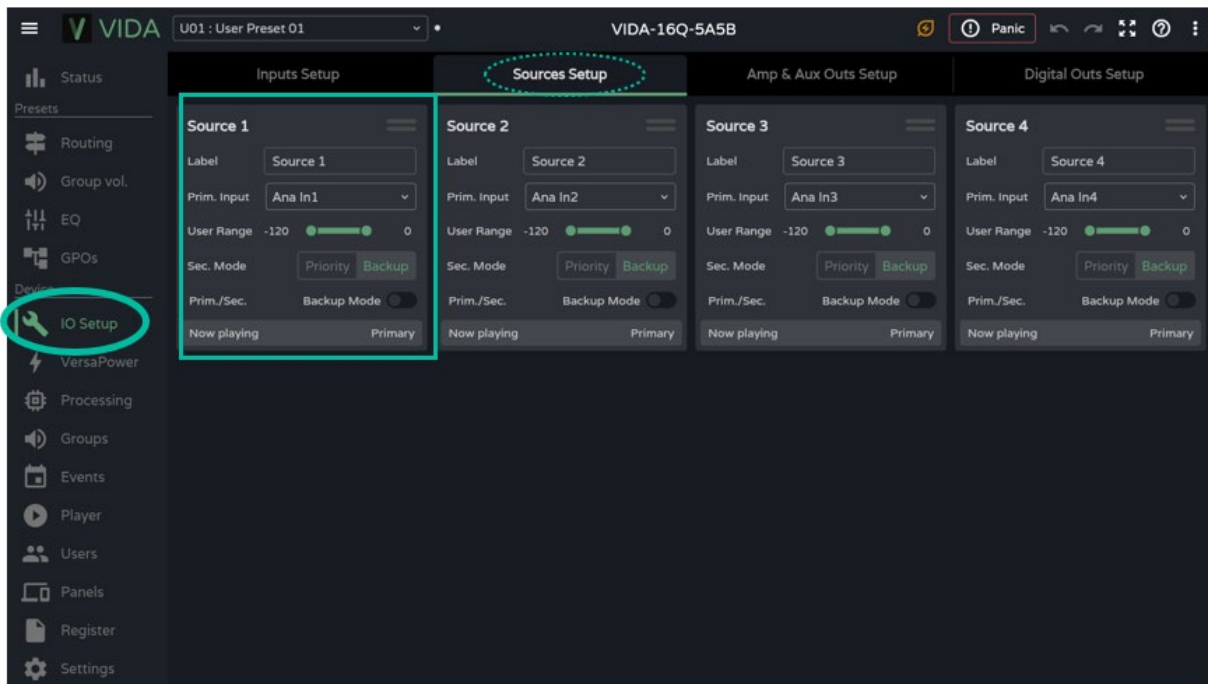 VIDA
U01 : User Preset 01
VIDA-16Q-5A5B
Panic
Status
Presets
Routing
Group vol.
EQ
GPOs
Device
IO Setup
VersaPower
Processing
Groups
Events
Player
Users
Panels
Register
Settings
Inputs Setup
Sources Setup
Amp & Aux Outs Setup
Digital Outs Setup
Source 1
Label Source 1
Prim. Input Ana In1
User Range -120 0
Sec. Mode Priority Backup
Prim./Sec. Backup Mode
Now playing Primary
Source 2
Label Source 2
Prim. Input Ana In2
User Range -120 0
Sec. Mode Priority Backup
Prim./Sec. Backup Mode
Now playing Primary
Source 3
Label Source 3
Prim. Input Ana In3
User Range -120 0
Sec. Mode Priority Backup
Prim./Sec. Backup Mode
Now playing Primary
Source 4
Label Source 4
Prim. Input Ana In4
User Range -120 0
Sec. Mode Priority Backup
Prim./Sec. Backup Mode
Now playing Primary